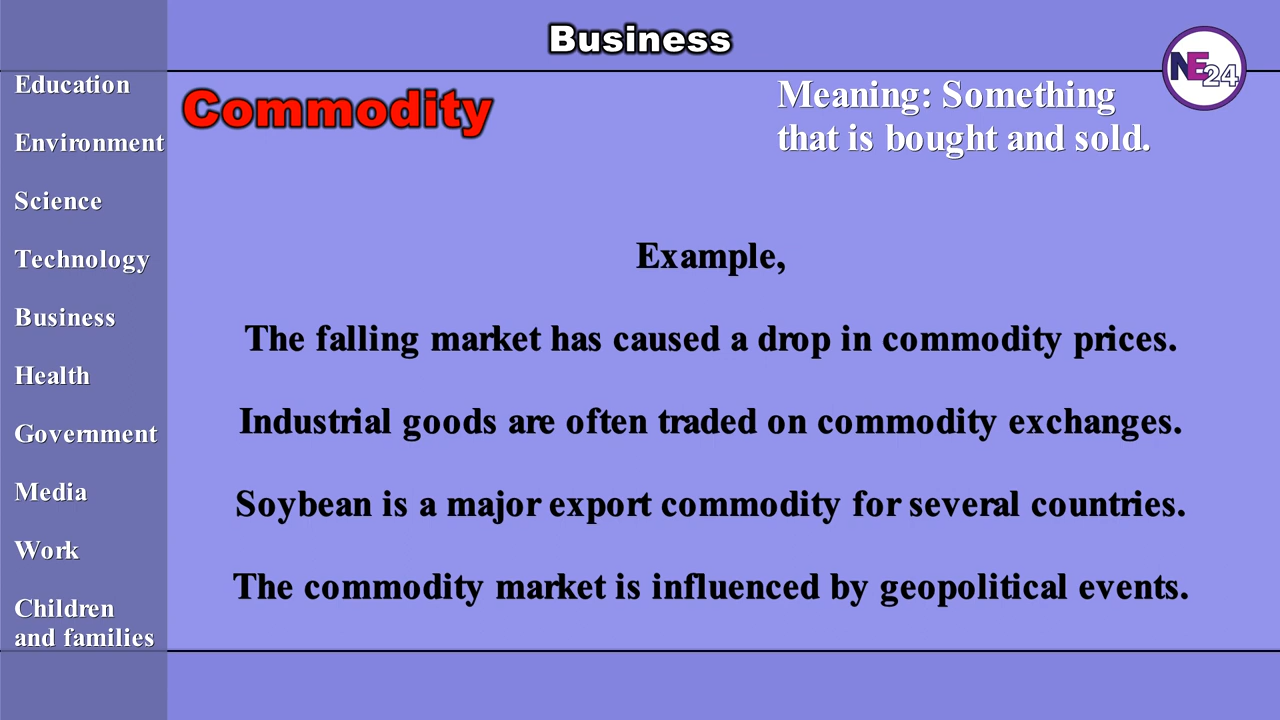 Business
NE24
Education
Environment
Science
Technology
Business
Health
Government
Media
Work
Children
and families
Commodity
Meaning: Something
that is bought and sold.
Example,
The falling market has caused a drop in commodity prices.
Industrial goods are often traded on commodity exchanges.
Soybean is a major export commodity for several countries.
The commodity market is influenced by geopolitical events.